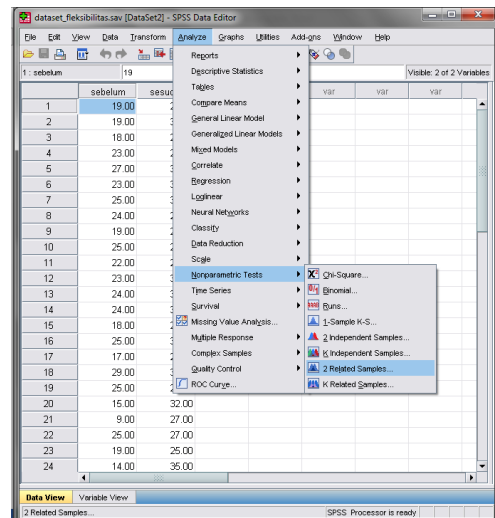 dataset_fleksibilitas.sav [DataSet2] - SPSS Data Editor
File Edit View Data Transform Analyze Graphs Utilities Add-ons Window Help
1 : sebelum 19 Visible: 2 of 2 Variables
sebelum var var var
1 19.00
2 19.00
3 18.00
4 23.00
5 27.00
6 23.00
7 25.00
8 24.00
9 19.00
10 25.00
11 22.00
12 23.00
13 24.00
14 24.00
15 18.00
16 25.00
17 17.00
18 29.00
19 25.00
20 15.00 32.00
21 9.00 27.00
22 25.00 27.00
23 19.00 25.00
24 14.00 35.00
Reports
Descriptive Statistics
Tables
Compare Means
General Linear Model
Generalized Linear Models
Mixed Models
Correlate
Regression
Loglinear
Neural Networks
Classify
Data Reduction
Scale
Nonparametric Tests
Time Series
Survival
Missing Value Analysis...
Multiple Response
Complex Samples
Quality Control
ROC Curve...
Chi-Square...
Binomial...
Runs...
1-Sample K-S...
2 Independent Samples...
K Independent Samples...
2 Related Samples...
K Related Samples...
Data View Variable View
2 Related Samples... SPSS Processor is ready